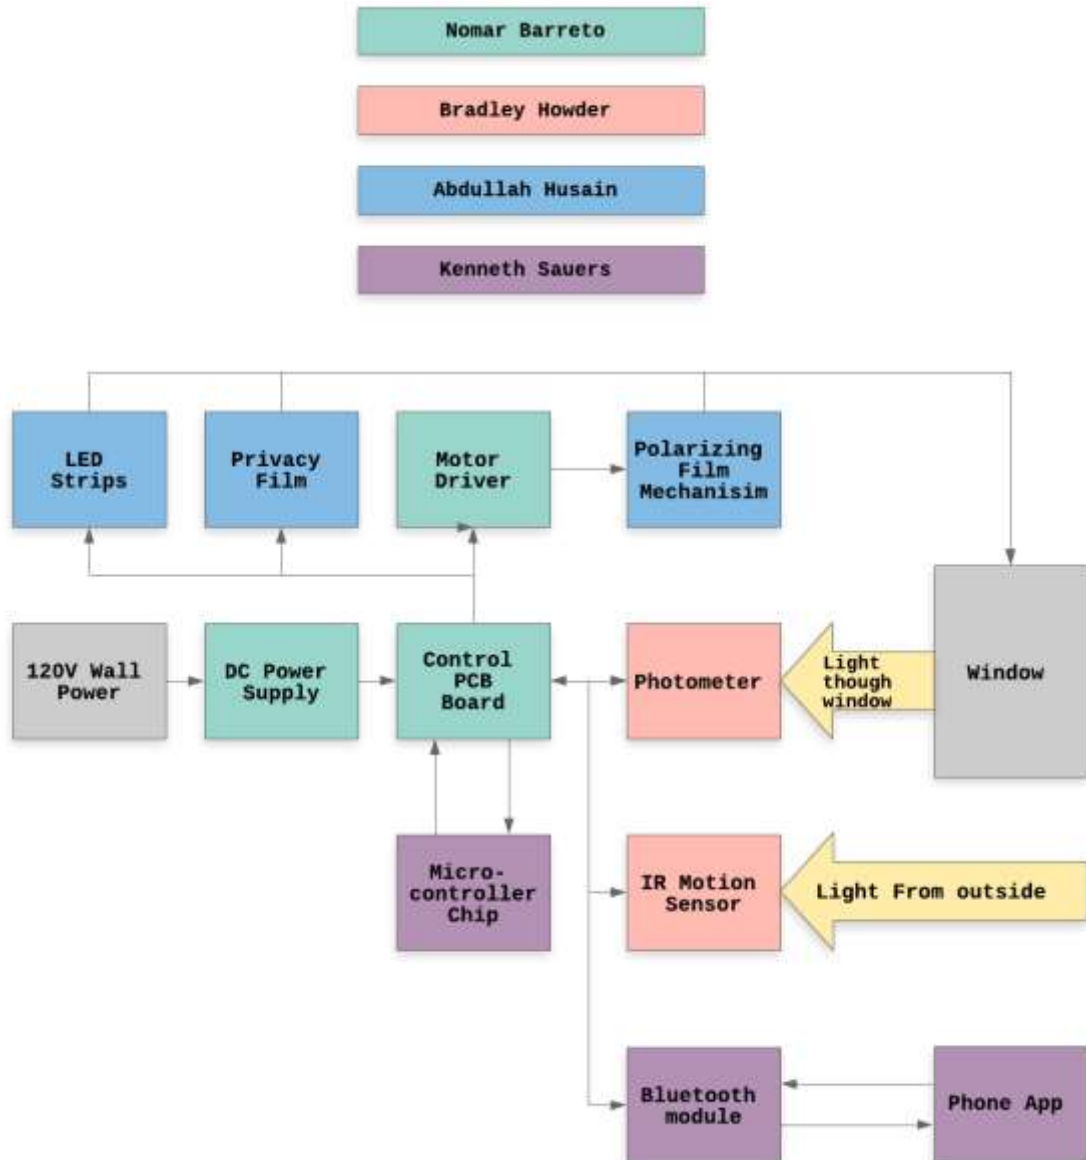 Nomar Barreto
Bradley Howder
Abdullah Husain
Kenneth Sauers
LED
Strips
Privacy
Film
Motor
Driver
Polarizing
Film
Mechanisim
120V Wall
Power
DC Power
Supply
Control
PCB
Board
Photometer
Light
though
window
Window
Micro-
controller
Chip
IR Motion
Sensor
Light From outside
Bluetooth
module
Phone App